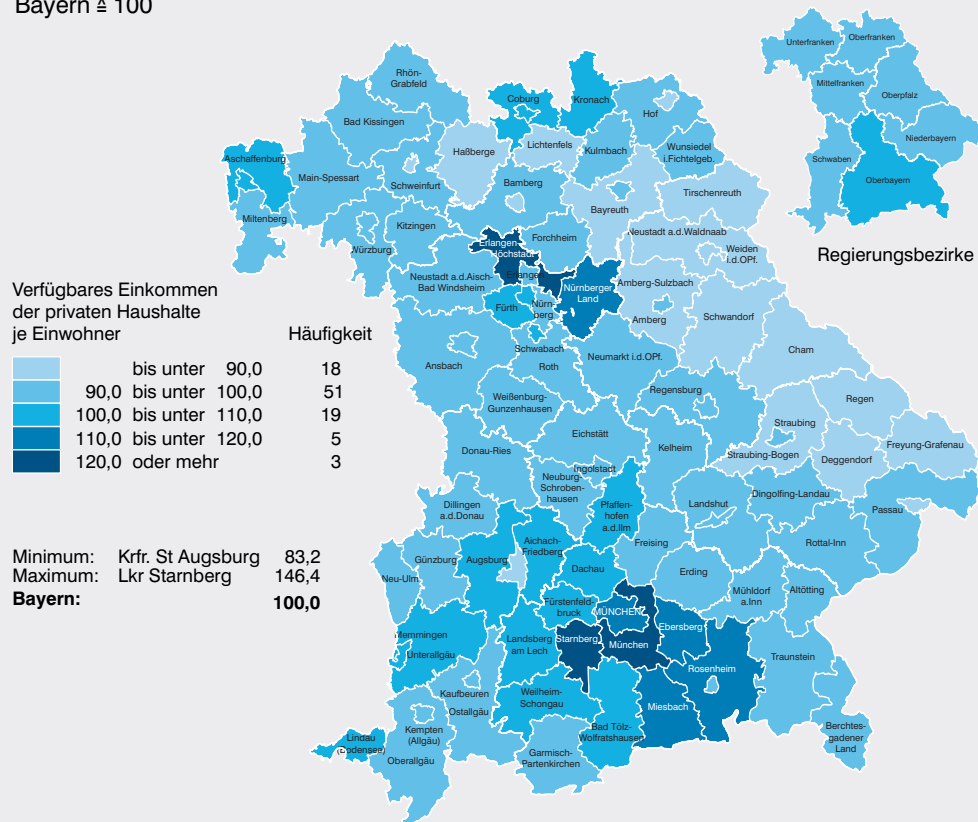 Bayern ≙ 100
Unterfranken
Oberfranken
Mittelfranken
Oberpfalz
Niederbayern
Schwaben
Oberbayern
Regierungsbezirke
Rhön-
Grabfeld
Coburg
Kronach
Hof
Bad Kissingen
Haßberge
Lichtenfels
Kulmbach
Wunsiedel
i.Fichtelgeb.
Aschaffenburg
Main-Spessart
Schweinfurt
Bamberg
Bayreuth
Tirschenreuth
Miltenberg
Kitzingen
Würzburg
Erlangen-
Höchstadt
Forchheim
Neustadt a.d.Waldnaab
Weiden
i.d.OPf.
Neustadt a.d.Aisch-
Bad Windsheim
Erlangen
Nürnberger
Land
Amberg-Sulzbach
Fürth
Nürn-
berg
Amberg
Schwandorf
Schwabach
Roth
Neumarkt i.d.OPf.
Ansbach
Cham
Weißenburg-
Gunzenhausen
Regensburg
Regen
Eichstätt
Straubing
Donau-Ries
Kelheim
Straubing-Bogen
Deggendorf
Freyung-Grafenau
Ingolstadt
Neuburg-
Schroben-
hausen
Dillingen
a.d.Donau
Pfaffen-
hofen
a.d.Ilm
Landshut
Dingolfing-Landau
Passau
Aichach-
Friedberg
Freising
Rottal-Inn
Günzburg
Augsburg
Neu-Ulm
Dachau
Erding
Mühldorf
a.Inn
Altötting
Fürstenfeld-
bruck
MÜNCHEN
Ebersberg
Memmingen
Unterallgäu
Landsberg
am Lech
Starnberg
München
Rosenheim
Traunstein
Kaufbeuren
Ostallgäu
Weilheim-
Schongau
Miesbach
Bad Tölz-
Wolfratshausen
Kempten
(Allgäu)
Lindau
(Bodensee)
Oberallgäu
Garmisch-
Partenkirchen
Berchtes-
gadener
Land
Verfügbares Einkommen
der privaten Haushalte
je Einwohner Häufigkeit
bis unter 90,0 18
90,0 bis unter 100,0 51
100,0 bis unter 110,0 19
110,0 bis unter 120,0 5
120,0 oder mehr 3
Minimum: Krfr. St Augsburg 83,2
Maximum: Lkr Starnberg 146,4
Bayern: 100,0